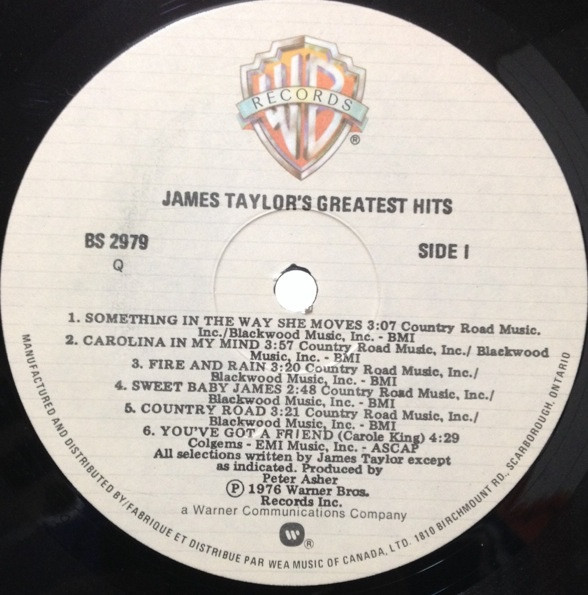 WB
RECORDS
®
JAMES TAYLOR'S GREATEST HITS
BS 2979
Q
SIDE 1
1. SOMETHING IN THE WAY SHE MOVES 3:07 Country Road Music.
Inc./Blackwood Music, Inc. - BMI
2. CAROLINA IN MY MIND 3:57 Country Road Music, Inc./ Blackwood
Music, Inc. - BMI
3. FIRE AND RAIN 3:20 Country Road Music, Inc./
Blackwood Music, Inc. - BMI
4. SWEET BABY JAMES 2:48 Country Road Music, Inc./
Blackwood Music, Inc. - BMI
5. COUNTRY ROAD 3:21 Country Road Music, Inc./
Blackwood Music, Inc. - BMI
6. YOU'VE GOT A FRIEND (Carole King) 4:29
Colgems - EMI Music, Inc. - ASCAP
All selections written by James Taylor except
as indicated. Produced by
Peter Asher
℗ 1976 Warner Bros.
Records Inc.
a Warner Communications Company
®
MANUFACTURED AND DISTRIBUTED BY/FABRIQUE ET DISTRIBUE PAR WEA MUSIC OF CANADA, LTD. 1810 BIRCHMOUNT RD., SCARBOROUGH, ONTARIO